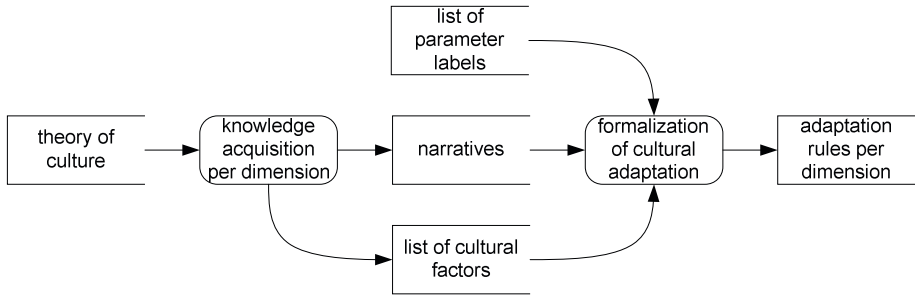 list of
parameter
labels
theory of
culture
knowledge
acquisition
per dimension
narratives
formalization
of cultural
adaptation
adaptation
rules per
dimension
list of cultural
factors